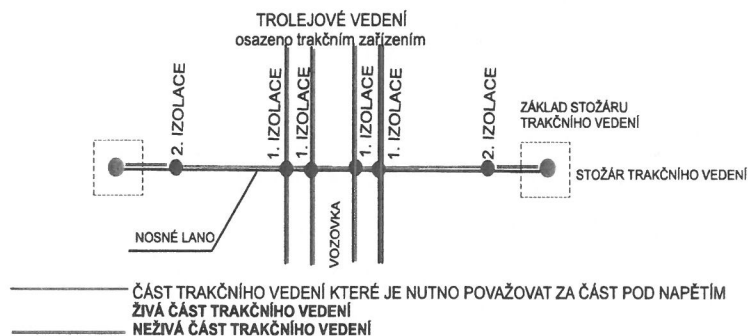 TROLEJOVÉ VEDENÍ
osazeno trakčním zařízením
2. IZOLACE
1. IZOLACE
1. IZOLACE
1. IZOLACE
1. IZOLACE
2. IZOLACE
ZÁKLAD STOŽÁRU
TRAKČNÍHO VEDENÍ
STOŽÁR TRAKČNÍHO VEDENÍ
NOSNÉ LANO
VOZOVKA
ČÁST TRAKČNÍHO VEDENÍ KTERÉ JE NUTNO POVAŽOVAT ZA ČÁST POD NAPĚTÍM
ŽIVÁ ČÁST TRAKČNÍHO VEDENÍ
NEŽIVÁ ČÁST TRAKČNÍHO VEDENÍ